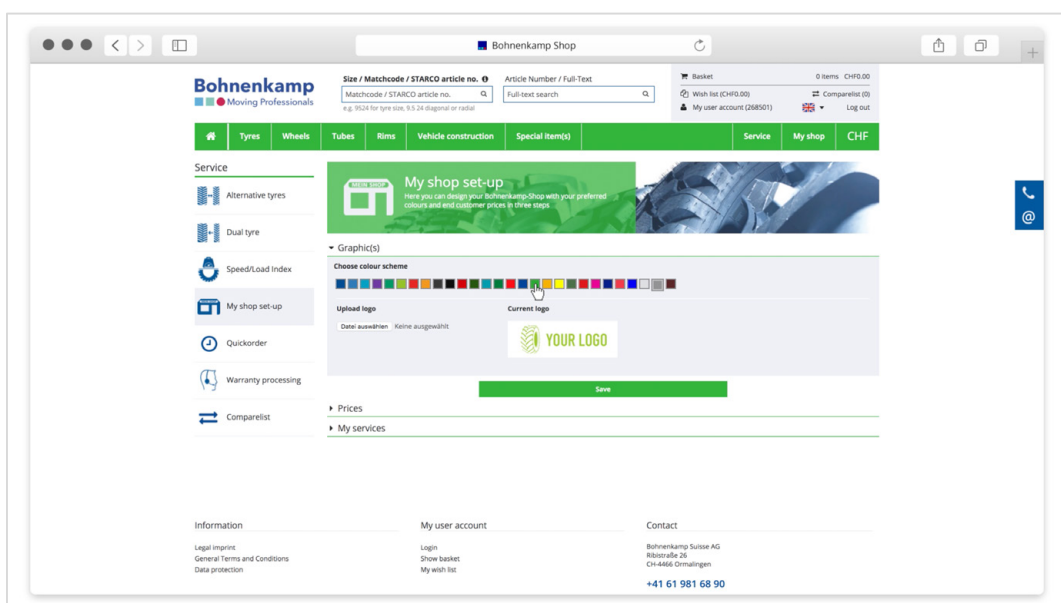 Bohnenkamp Shop
Bohnenkamp
Moving Professionals
Size / Matchcode / STARCO article no.
Article Number / Full-Text
Matchcode / STARCO article no.
Full-text search
e.g. 9524 for tyre size, 9.5 24 diagonal or radial
Basket
0 items CHF0.00
Wish list (CHF0.00)
Comparelist (0)
My user account (268501)
Log out
Tyres
Wheels
Tubes
Rims
Vehicle construction
Special item(s)
Service
My shop
CHF
Service
Alternative tyres
Dual tyre
Speed/Load Index
My shop set-up
Quickorder
Warranty processing
Comparelist
MEIN SHOP
My shop set-up
Here you can design your Bohnenkamp-Shop with your preferred
colours and end customer prices in three steps
Graphic(s)
Choose colour scheme
Upload logo
Current logo
Datei auswählen Keine ausgewählt
YOUR LOGO
Save
Prices
My services
Information
Legal imprint
General Terms and Conditions
Data protection
My user account
Login
Show basket
My wish list
Contact
Bohnenkamp Suisse AG
Ribistraße 26
CH-4466 Ormalingen
+41 61 981 68 90